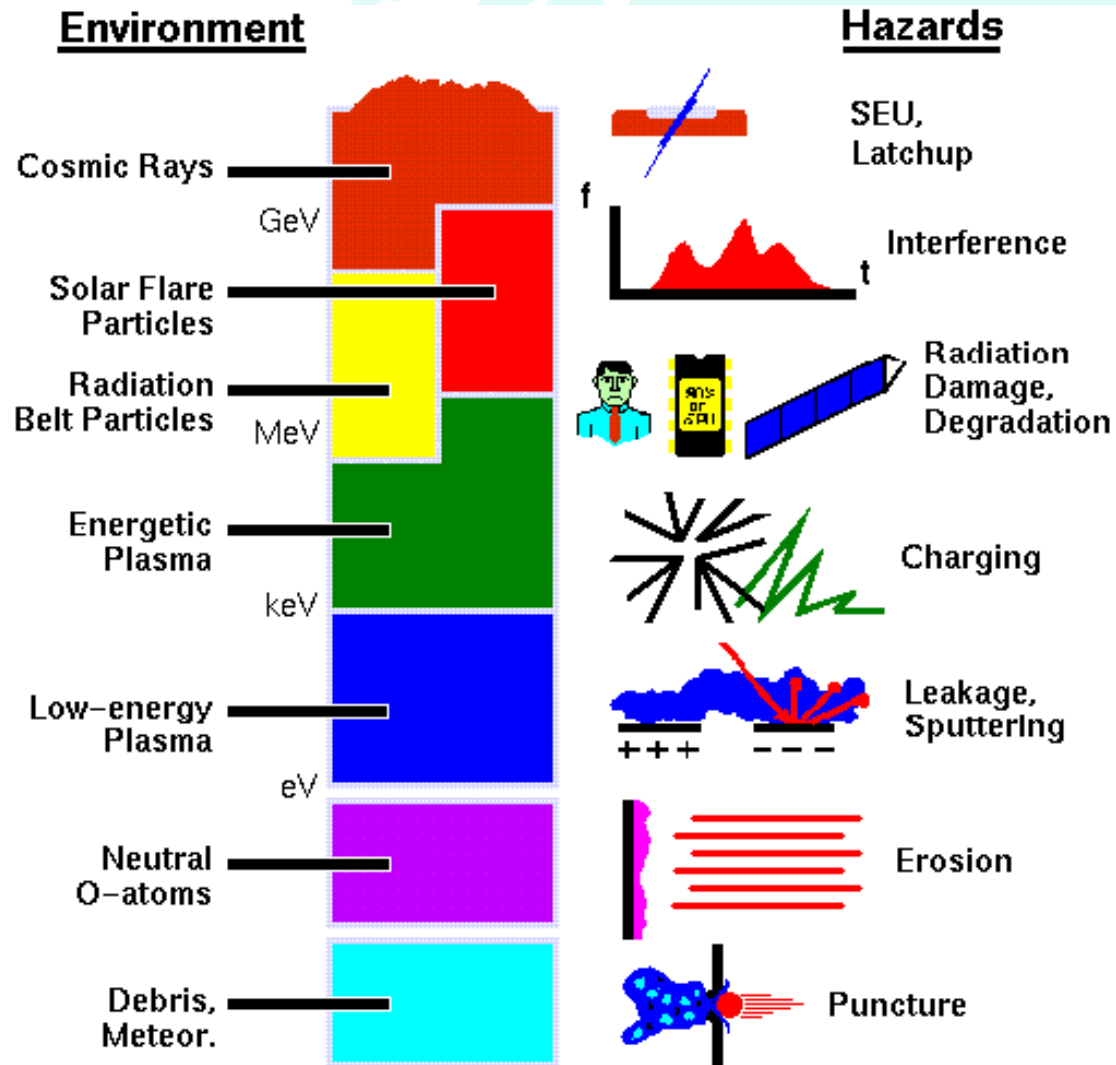 Environment
Hazards
Cosmic Rays
GeV
Solar Flare
Particles
Radiation
Belt Particles
MeV
Energetic
Plasma
keV
Low-energy
Plasma
eV
Neutral
O-atoms
Debris,
Meteor.
SEU,
Latchup
f
t
Interference
Radiation
Damage,
Degradation
Charging
Leakage,
Sputtering
+ + +
- - -
Erosion
Puncture